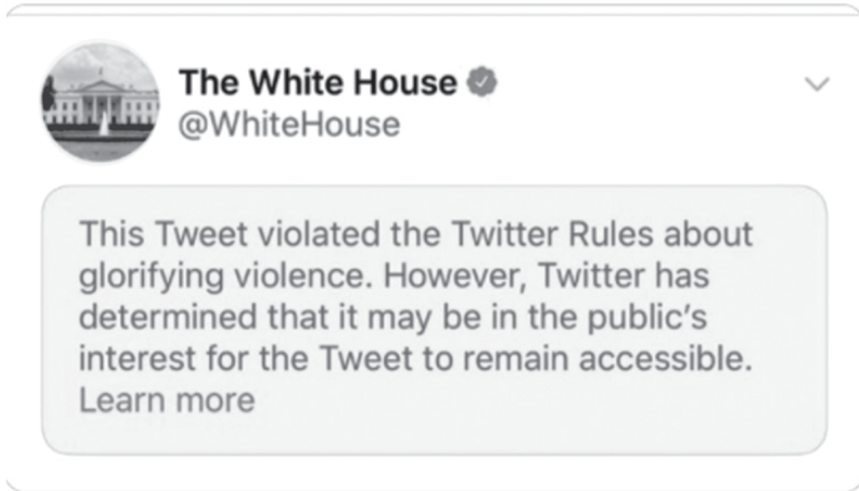 The White House
@WhiteHouse
This Tweet violated the Twitter Rules about
glorifying violence. However, Twitter has
determined that it may be in the public’s
interest for the Tweet to remain accessible.
Learn more